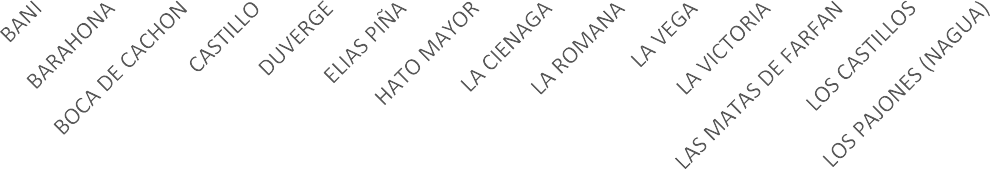 BANI
BARAHONA
BOCA DE CACHON
CASTILLO
DUVERGE
ELIAS PIÑA
HATO MAYOR
LA CIENAGA
LA ROMANA
LA VEGA
LA VICTORIA
LAS MATAS DE FARFAN
LOS CASTILLOS
LOS PAJONES (NAGUA)